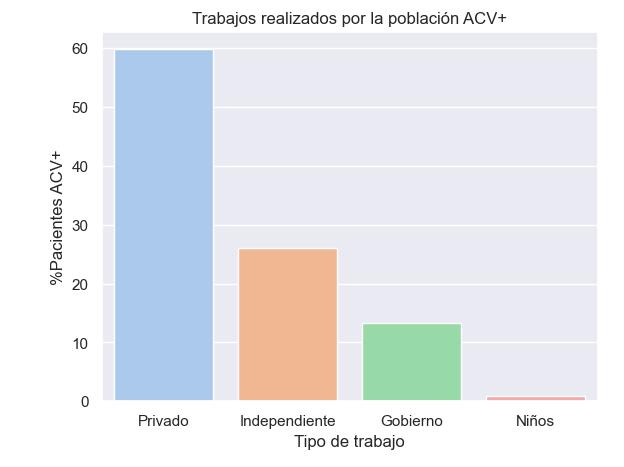 Trabajos realizados por la población ACV+
%Pacientes ACV+
60
50
40
30
20
10
0
Privado Independiente Gobierno Niños
Tipo de trabajo